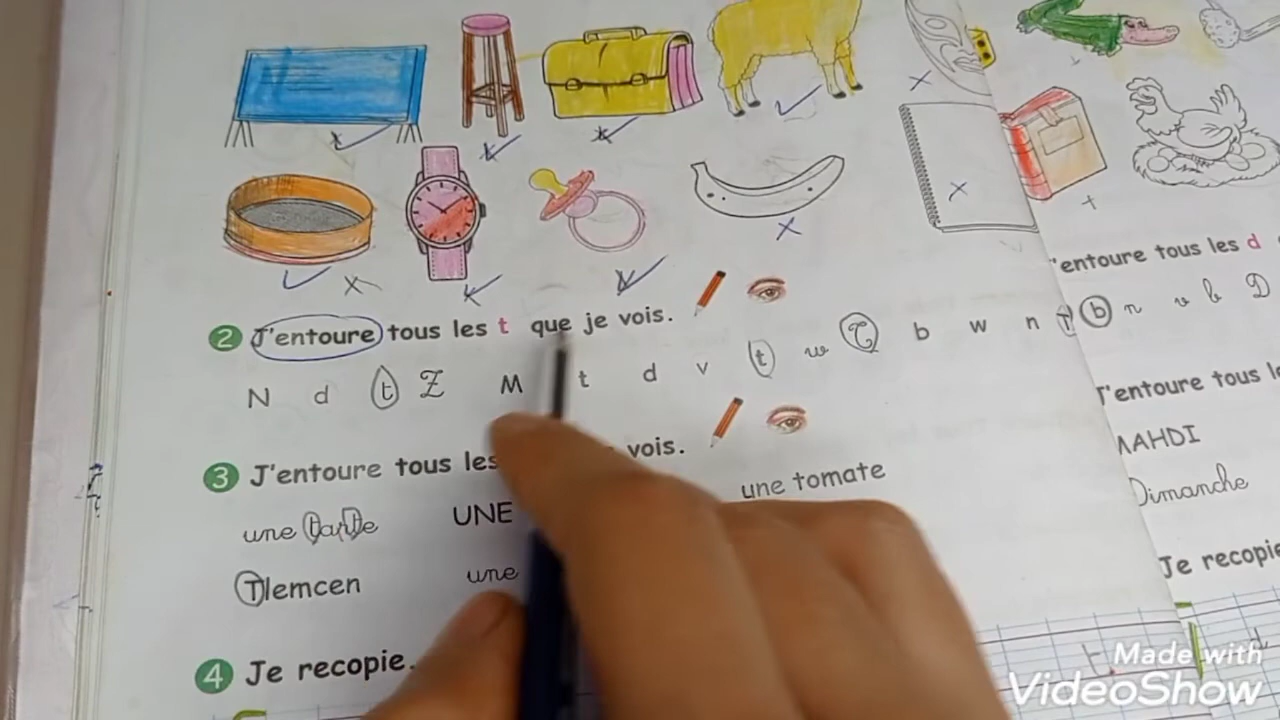 2 J'entoure tous les t que je vois.
N d t Z M t d v t w T b w n T
3 J'entoure tous les vois.
une tarte UNE une tomate
Tlemcen une
4 Je recopie.
J'entoure tous les d
b n v b D
J'entoure tous
MAHDI
Dimanche
Je recopie
Made with
VideoShow